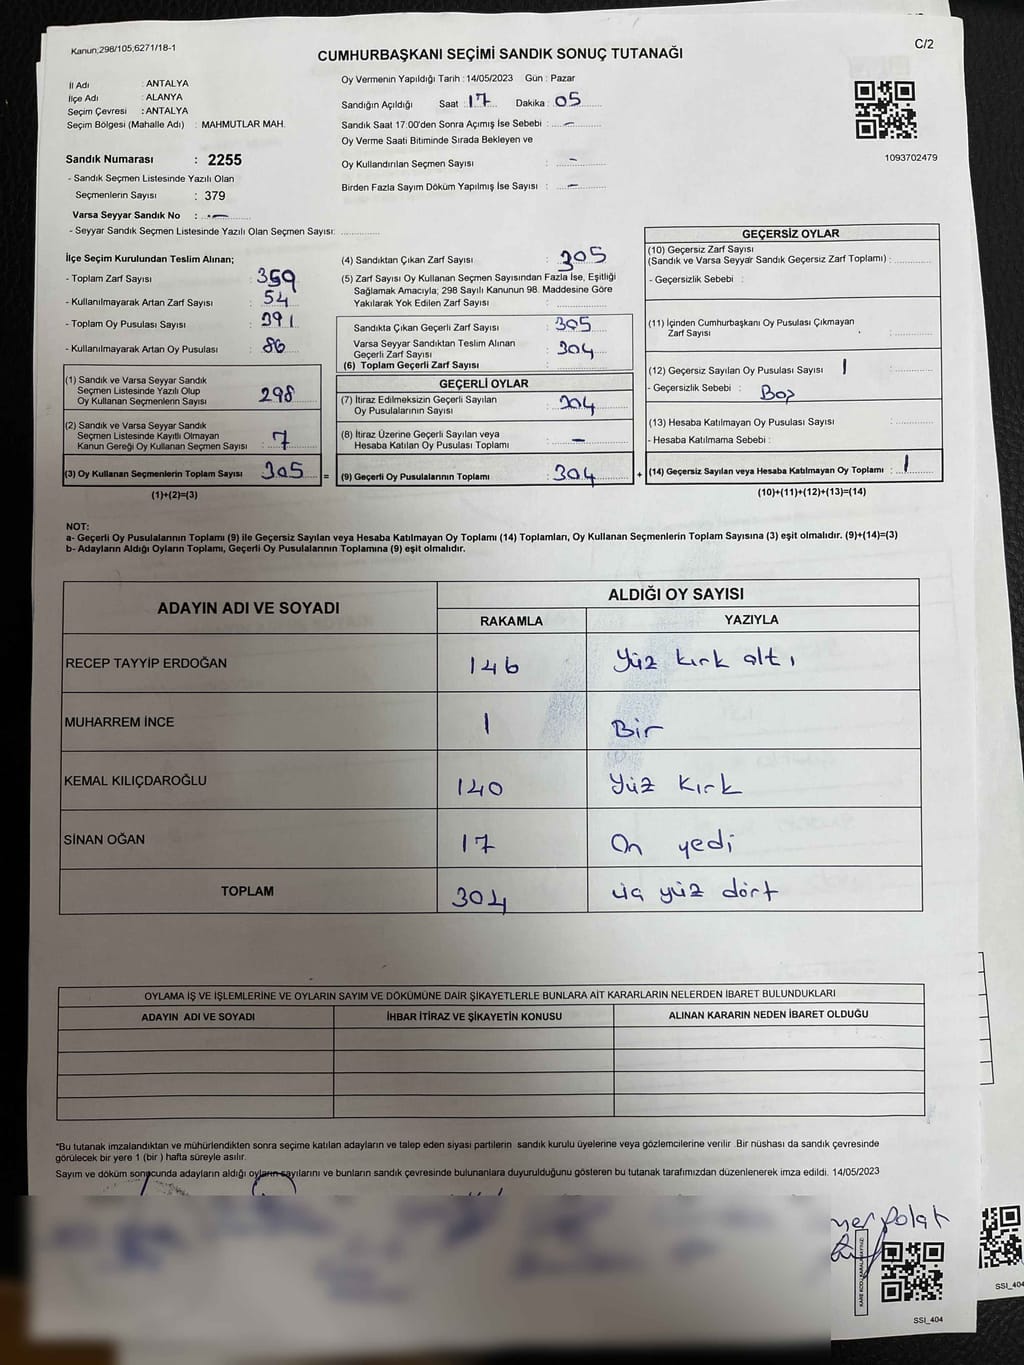 Kanun;298/105;6271/18-1
C/2
CUMHURBAŞKANI SEÇİMİ SANDIK SONUÇ TUTANAĞI
İl Adı : ANTALYA
İlçe Adı : ALANYA
Seçim Çevresi : ANTALYA
Seçim Bölgesi (Mahalle Adı) : MAHMUTLAR MAH.
Sandık Numarası : 2255
- Sandık Seçmen Listesinde Yazılı Olan
Seçmenlerin Sayısı : 379
Varsa Seyyar Sandık No : -
- Seyyar Sandık Seçmen Listesinde Yazılı Olan Seçmen Sayısı:
Oy Vermenin Yapıldığı Tarih : 14/05/2023 Gün : Pazar
Sandığın Açıldığı Saat : 17 Dakika : 05
Sandık Saat 17:00'den Sonra Açımış İse Sebebi : -
Oy Verme Saati Bitiminde Sırada Bekleyen ve
Oy Kullandırılan Seçmen Sayısı : -
Birden Fazla Sayım Döküm Yapılmış İse Sayısı : -
1093702479
İlçe Seçim Kurulundan Teslim Alınan;
- Toplam Zarf Sayısı : 359
- Kullanılmayarak Artan Zarf Sayısı : 54
- Toplam Oy Pusulası Sayısı : 391
- Kullanılmayarak Artan Oy Pusulası : 86
(1) Sandık ve Varsa Seyyar Sandık
Seçmen Listesinde Yazılı Olup
Oy Kullanan Seçmenlerin Sayısı : 298
(2) Sandık ve Varsa Seyyar Sandık
Seçmen Listesinde Kayıtlı Olmayan
Kanun Gereği Oy Kullanan Seçmen Sayısı : 7
(3) Oy Kullanan Seçmenlerin Toplam Sayısı : 305 =
(1)+(2)=(3)
(4) Sandıktan Çıkan Zarf Sayısı : 305
(5) Zarf Sayısı Oy Kullanan Seçmen Sayısından Fazla İse, Eşitliği
Sağlamak Amacıyla; 298 Sayılı Kanunun 98. Maddesine Göre
Yakılarak Yok Edilen Zarf Sayısı :
Sandıkta Çıkan Geçerli Zarf Sayısı : 305
Varsa Seyyar Sandıktan Teslim Alınan
Geçerli Zarf Sayısı : 304
(6) Toplam Geçerli Zarf Sayısı :
GEÇERLİ OYLAR
(7) İtiraz Edilmeksizin Geçerli Sayılan
Oy Pusulalarının Sayısı : 304
(8) İtiraz Üzerine Geçerli Sayılan veya
Hesaba Katılan Oy Pusulası Toplamı : -
(9) Geçerli Oy Pusulalarının Toplamı : 304 +
GEÇERSİZ OYLAR
(10) Geçersiz Zarf Sayısı
(Sandık ve Varsa Seyyar Sandık Geçersiz Zarf Toplamı) :
- Geçersizlik Sebebi :
(11) İçinden Cumhurbaşkanı Oy Pusulası Çıkmayan
Zarf Sayısı :
(12) Geçersiz Sayılan Oy Pusulası Sayısı : 1
- Geçersizlik Sebebi : Boş
(13) Hesaba Katılmayan Oy Pusulası Sayısı :
- Hesaba Katılmama Sebebi :
(14) Geçersiz Sayılan veya Hesaba Katılmayan Oy Toplamı : 1
(10)+(11)+(12)+(13)=(14)
NOT:
a- Geçerli Oy Pusulalarının Toplamı (9) ile Geçersiz Sayılan veya Hesaba Katılmayan Oy Toplamı (14) Toplamları, Oy Kullanan Seçmenlerin Toplam Sayısına (3) eşit olmalıdır. (9)+(14)=(3)
b- Adayların Aldığı Oyların Toplamı, Geçerli Oy Pusulalarının Toplamına (9) eşit olmalıdır.
ADAYIN ADI VE SOYADI
ALDIĞI OY SAYISI
RAKAMLA YAZIYLA
RECEP TAYYİP ERDOĞAN 146 yüz kırk altı
MUHARREM İNCE 1 Bir
KEMAL KILIÇDAROĞLU 140 yüz kırk
SİNAN OĞAN 17 On yedi
TOPLAM 304 üç yüz dört
OYLAMA İŞ VE İŞLEMLERİNE VE OYLARIN SAYIM VE DÖKÜMÜNE DAİR ŞİKAYETLERLE BUNLARA AİT KARARLARIN NELERDEN İBARET BULUNDUKLARI
ADAYIN ADI VE SOYADI İHBAR İTİRAZ VE ŞİKAYETİN KONUSU ALINAN KARARIN NEDEN İBARET OLDUĞU
*Bu tutanak imzalandıktan ve mühürlendikten sonra seçime katılan adayların ve talep eden siyasi partilerin sandık kurulu üyelerine veya gözlemcilerine verilir. Bir nüshası da sandık çevresinde
görülecek bir yere 1 (bir ) hafta süreyle asılır.
Sayım ve döküm sonucunda adayların aldığı oyların sayılarını ve bunların sandık çevresinde bulunanlara duyurulduğunu gösteren bu tutanak tarafımızdan düzenlenerek imza edildi. 14/05/2023
Polat
SSI_404
SSI_404